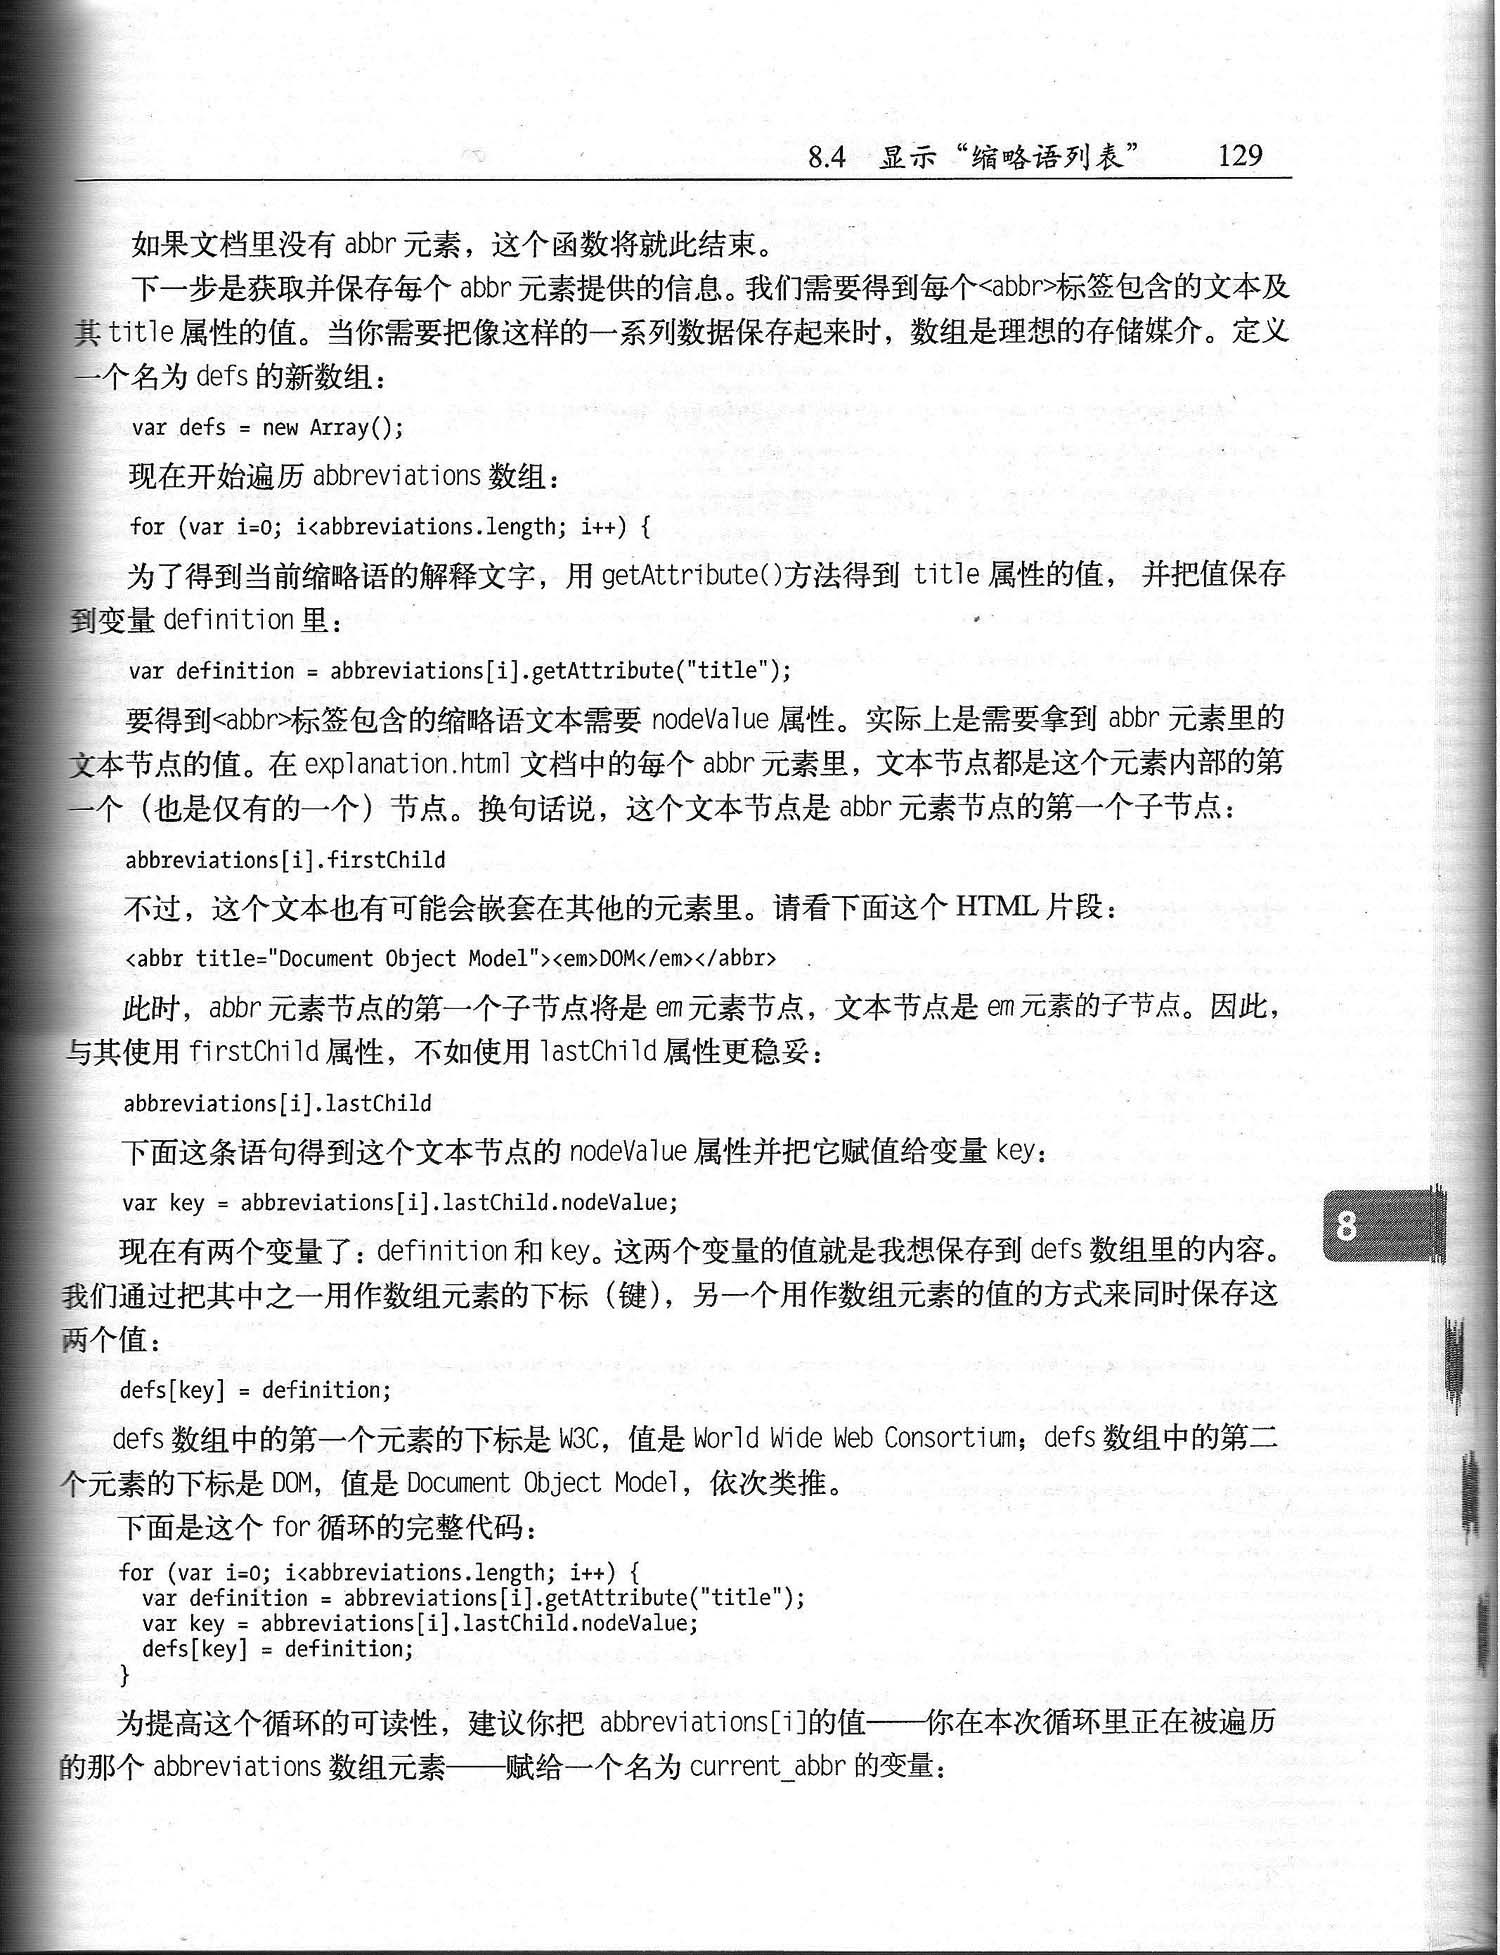 8.4 显示“缩略语列表” 129
如果文档里没有 abbr 元素，这个函数将就此结束。
下一步是获取并保存每个 abbr 元素提供的信息。我们需要得到每个<abbr>标签包含的文本及
其 title 属性的值。当你需要把像这样的一系列数据保存起来时，数组是理想的存储媒介。定义
一个名为 defs 的新数组：
var defs = new Array();
现在开始遍历 abbreviations 数组：
for (var i=0; i<abbreviations.length; i++) {
为了得到当前缩略语的解释文字，用 getAttribute()方法得到 title 属性的值， 并把值保存
到变量 definition 里：
var definition = abbreviations[i].getAttribute("title");
要得到<abbr>标签包含的缩略语文本需要 nodeValue 属性。实际上是需要拿到 abbr 元素里的
文本节点的值。在 explanation.html 文档中的每个 abbr 元素里，文本节点都是这个元素内部的第
一个（也是仅有的一个）节点。换句话说，这个文本节点是 abbr 元素节点的第一个子节点：
abbreviations[i].firstChild
不过，这个文本也有可能会嵌套在其他的元素里。请看下面这个 HTML 片段：
<abbr title="Document Object Model"><em>DOM</em></abbr>
此时，abbr 元素节点的第一个子节点将是 em 元素节点，文本节点是 em 元素的子节点。因此，
与其使用 firstChild 属性，不如使用 lastChild 属性更稳妥：
abbreviations[i].lastChild
下面这条语句得到这个文本节点的 nodeValue 属性并把它赋值给变量 key：
var key = abbreviations[i].lastChild.nodeValue;
现在有两个变量了：definition 和 key。这两个变量的值就是我想保存到 defs 数组里的内容。
我们通过把其中之一用作数组元素的下标（键），另一个用作数组元素的值的方式来同时保存这
两个值：
defs[key] = definition;
defs 数组中的第一个元素的下标是 W3C，值是 World Wide Web Consortium；defs 数组中的第二
个元素的下标是 DOM，值是 Document Object Model，依次类推。
下面是这个 for 循环的完整代码：
for (var i=0; i<abbreviations.length; i++) {
var definition = abbreviations[i].getAttribute("title");
var key = abbreviations[i].lastChild.nodeValue;
defs[key] = definition;
}
为提高这个循环的可读性，建议你把 abbreviations[i]的值——你在本次循环里正在被遍历
的那个 abbreviations 数组元素——赋给一个名为 current_abbr 的变量：
8